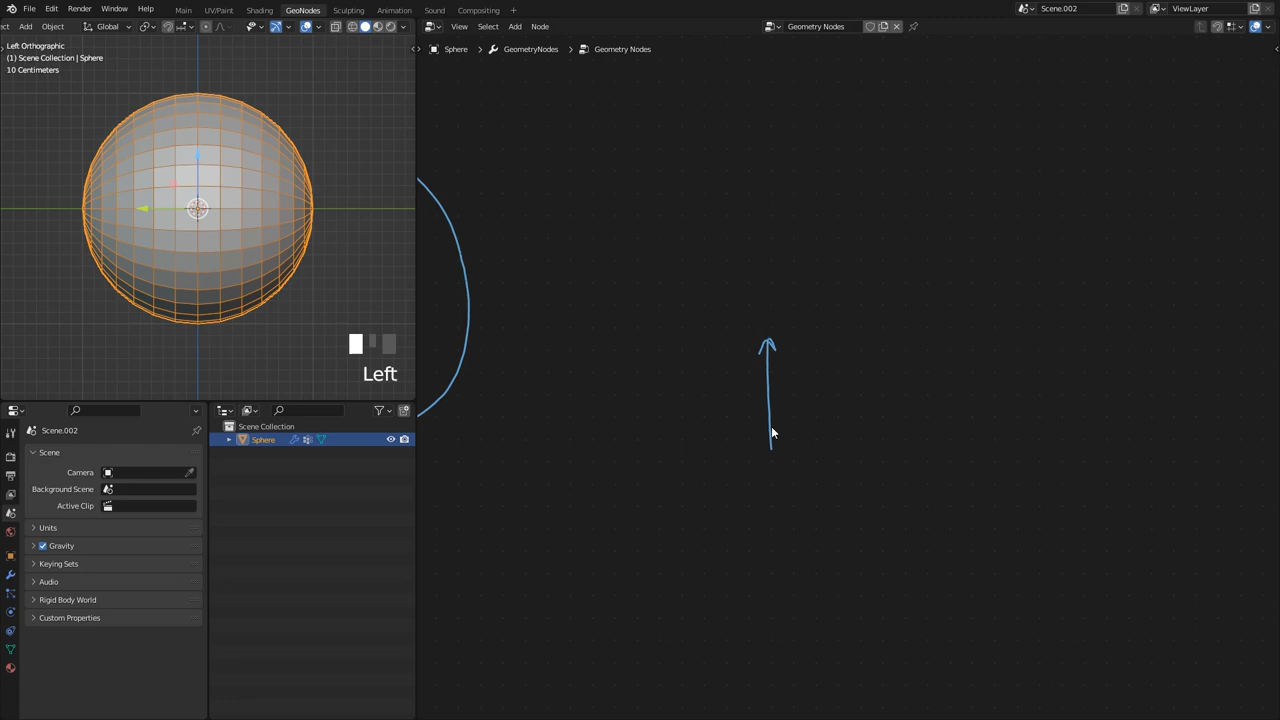 File Edit Render Window Help Main UV/Paint Shading GeoNodes Sculpting Animation Sound Compositing + Scene.002 ViewLayer
ct Add Object Global View Select Add Node Geometry Nodes
Sphere > GeometryNodes > Geometry Nodes
Left Orthographic
(1) Scene Collection | Sphere
10 Centimeters
Left
Scene.002
Scene Collection
Sphere
Scene
Camera
Background Scene
Active Clip
Units
Gravity
Keying Sets
Audio
Rigid Body World
Custom Properties